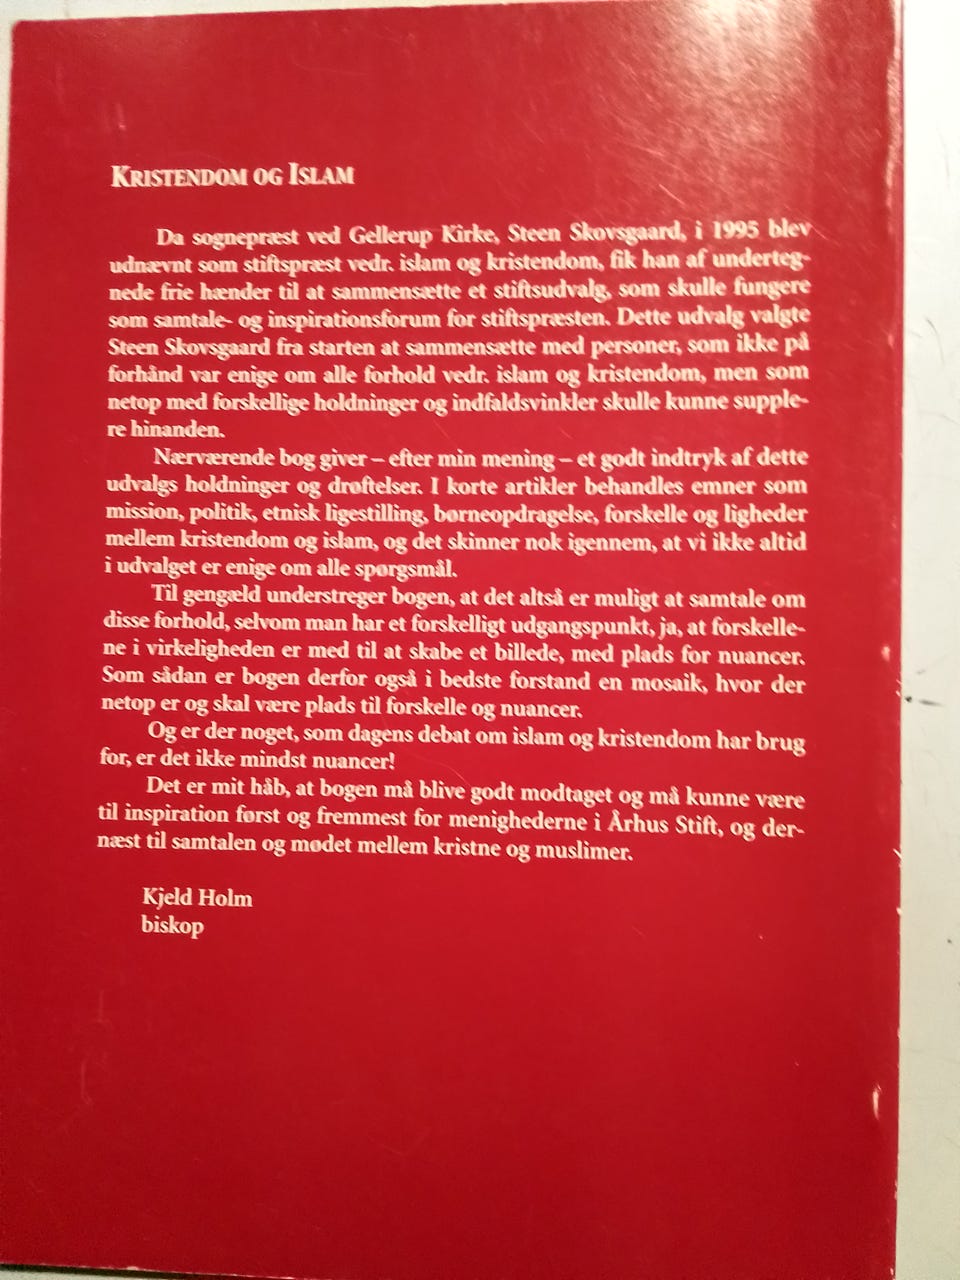 KRISTENDOM OG ISLAM
Da sognepræst ved Gellerup Kirke, Steen Skovsgaard, i 1995 blev
udnævnt som stiftspræst vedr. islam og kristendom, fik han af underteg-
nede frie hænder til at sammensætte et stiftsudvalg, som skulle fungere
som samtale- og inspirationsforum for stiftspræsten. Dette udvalg valgte
Steen Skovsgaard fra starten at sammensætte med personer, som ikke på
forhånd var enige om alle forhold vedr. islam og kristendom, men som
netop med forskellige holdninger og indfaldsvinkler skulle kunne supple-
re hinanden.
Nærværende bog giver – efter min mening – et godt indtryk af dette
udvalgs holdninger og drøftelser. I korte artikler behandles emner som
mission, politik, etnisk ligestilling, børneopdragelse, forskelle og ligheder
mellem kristendom og islam, og det skinner nok igennem, at vi ikke altid
i udvalget er enige om alle spørgsmål.
Til gengæld understreger bogen, at det altså er muligt at samtale om
disse forhold, selvom man har et forskelligt udgangspunkt, ja, at forskelle-
ne i virkeligheden er med til at skabe et billede, med plads for nuancer.
Som sådan er bogen derfor også i bedste forstand en mosaik, hvor der
netop er og skal være plads til forskelle og nuancer.
Og er der noget, som dagens debat om islam og kristendom har brug
for, er det ikke mindst nuancer!
Det er mit håb, at bogen må blive godt modtaget og må kunne være
til inspiration først og fremmest for menighederne i Århus Stift, og der-
næst til samtalen og mødet mellem kristne og muslimer.
Kjeld Holm
biskop